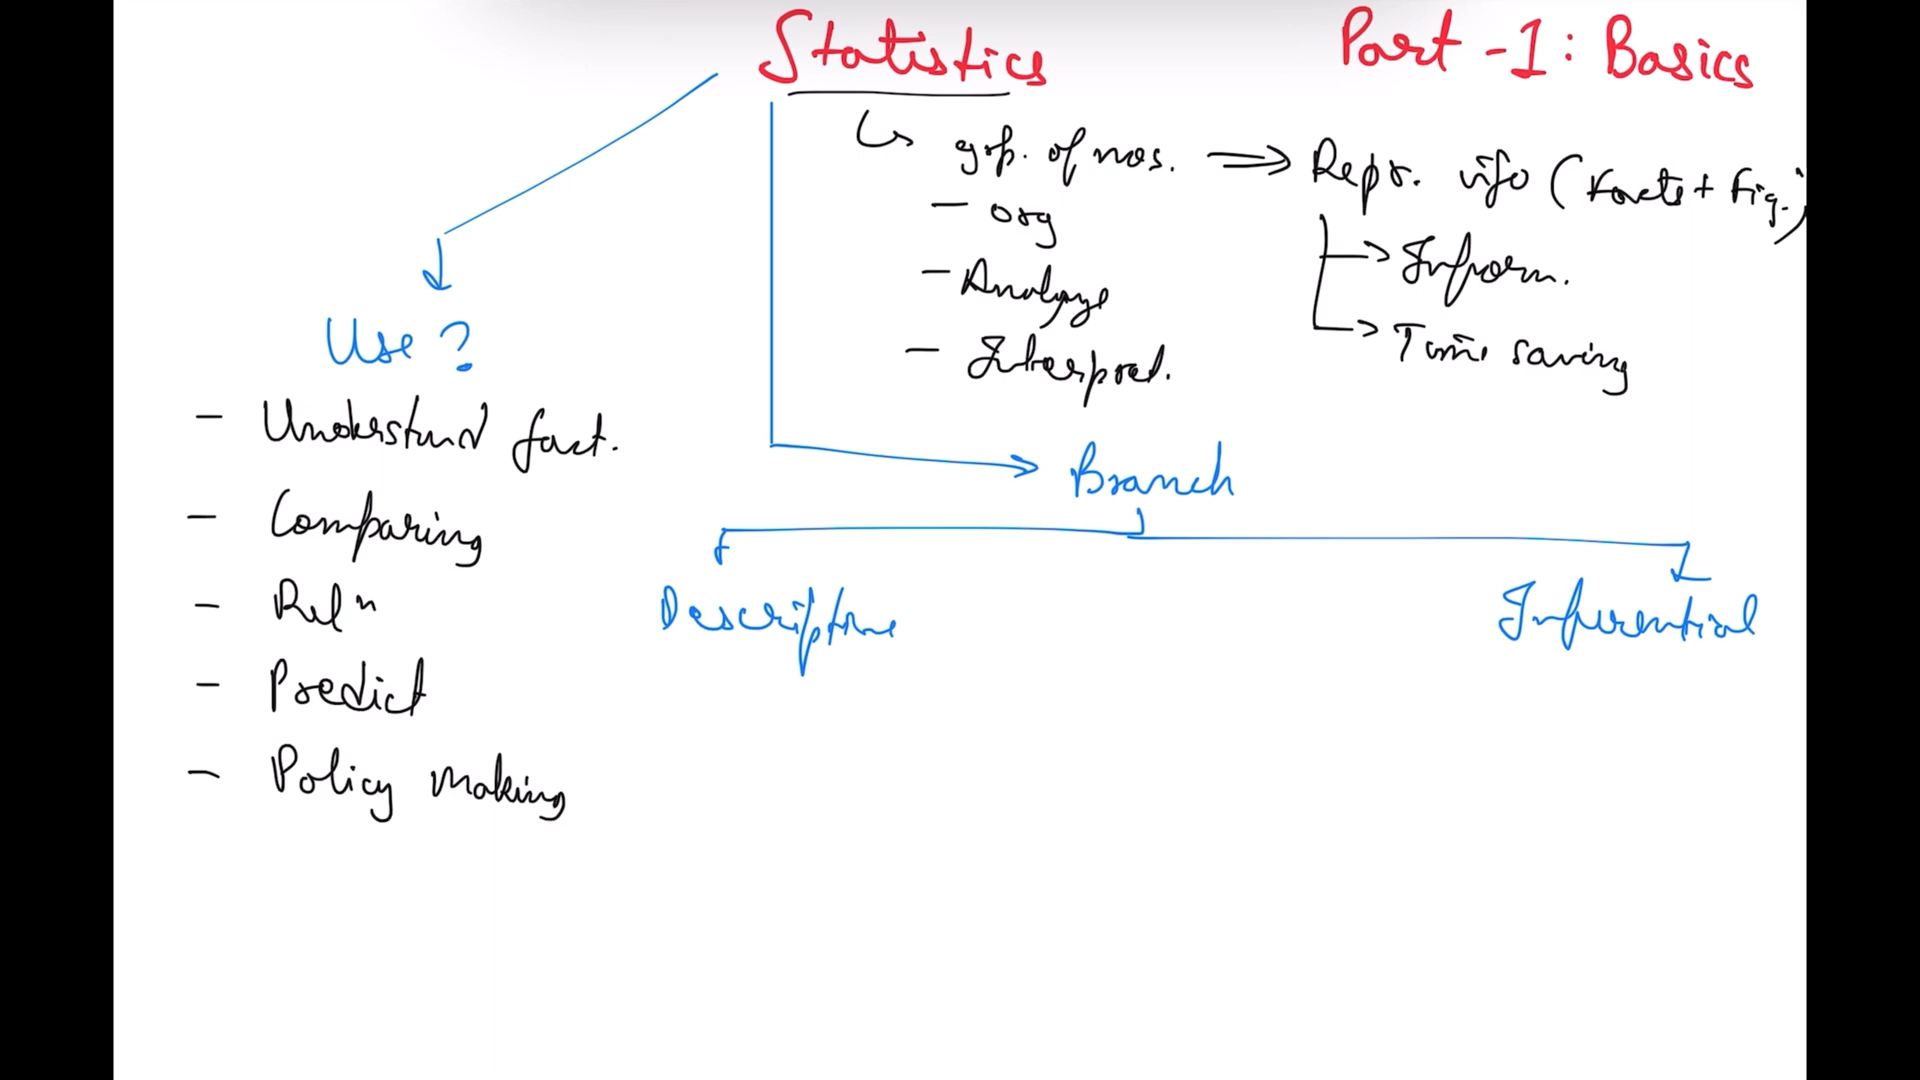 Statistics
Part -1: Basics
↳ grp. of nos. ⇒ Repr. info (Facts + Fig.)
- org
- Analyze
- Interpret.
→ Inform.
→ Time saving
Use?
- Understand fact.
- Comparing
- Relⁿ
- Predict
- Policy making
Branch
Descriptive
Inferential